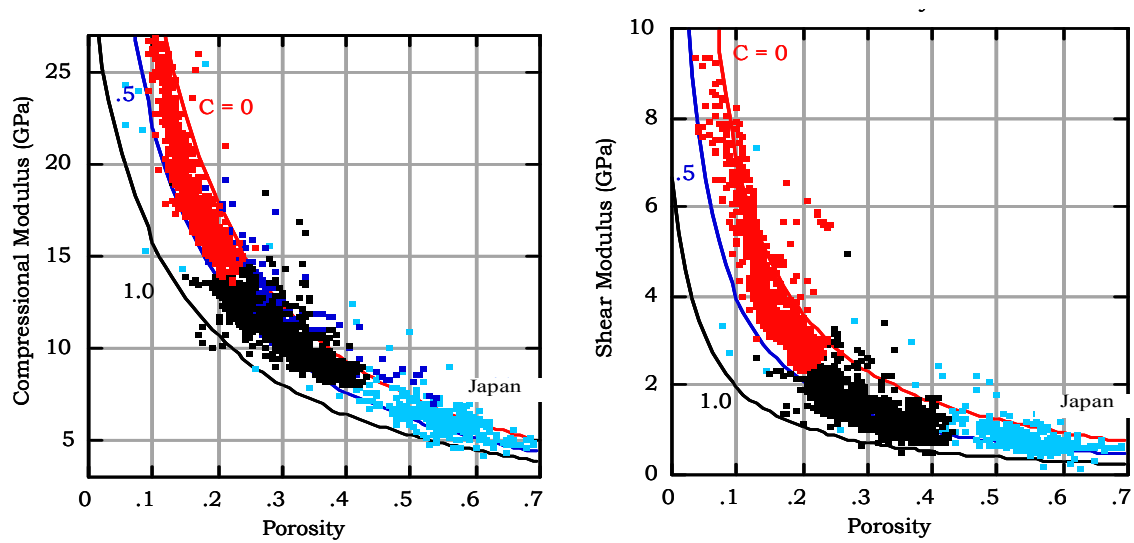 Compressional Modulus (GPa)
25
20
15
10
5
.5
C = 0
1.0
Japan
0 .1 .2 .3 .4 .5 .6 .7
Porosity
Shear Modulus (GPa)
10
8
6
4
2
0
C = 0
.5
1.0
Japan
0 .1 .2 .3 .4 .5 .6 .7
Porosity